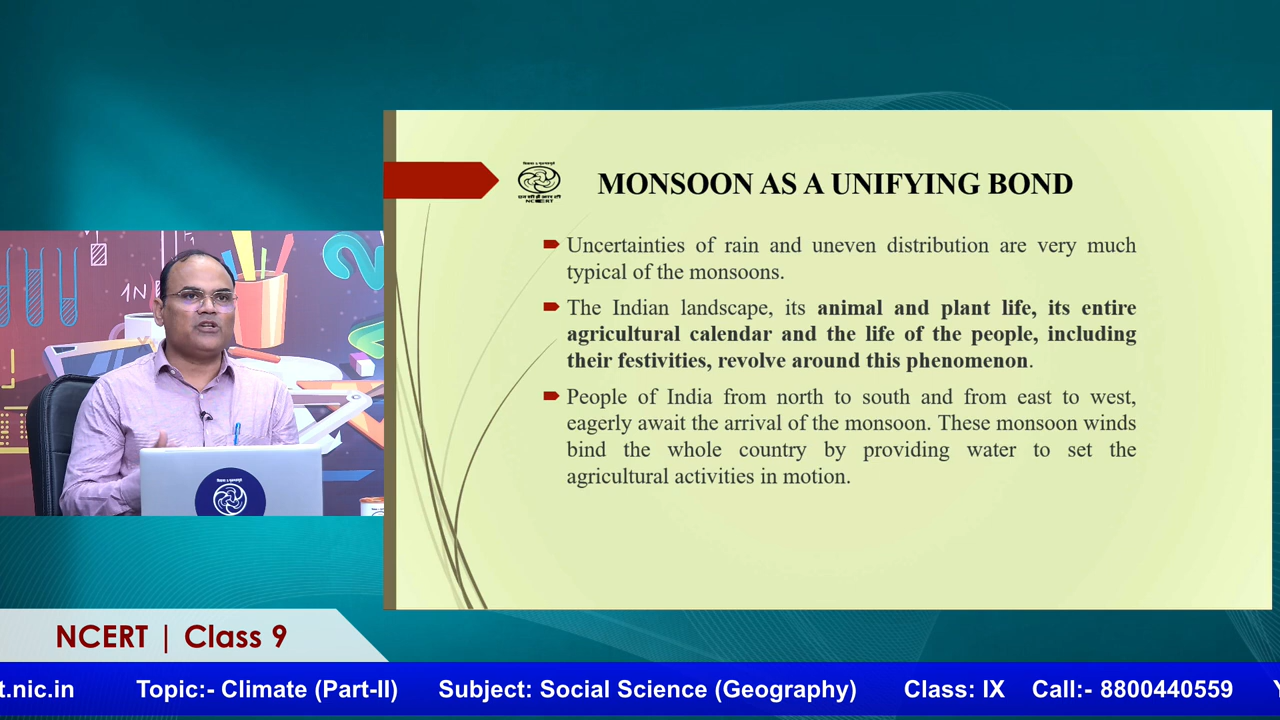 MONSOON AS A UNIFYING BOND
Uncertainties of rain and uneven distribution are very much
typical of the monsoons.
The Indian landscape, its animal and plant life, its entire
agricultural calendar and the life of the people, including
their festivities, revolve around this phenomenon.
People of India from north to south and from east to west,
eagerly await the arrival of the monsoon. These monsoon winds
bind the whole country by providing water to set the
agricultural activities in motion.
NCERT
NCERT | Class 9
t.nic.in Topic:- Climate (Part-II) Subject: Social Science (Geography) Class: IX Call:- 8800440559